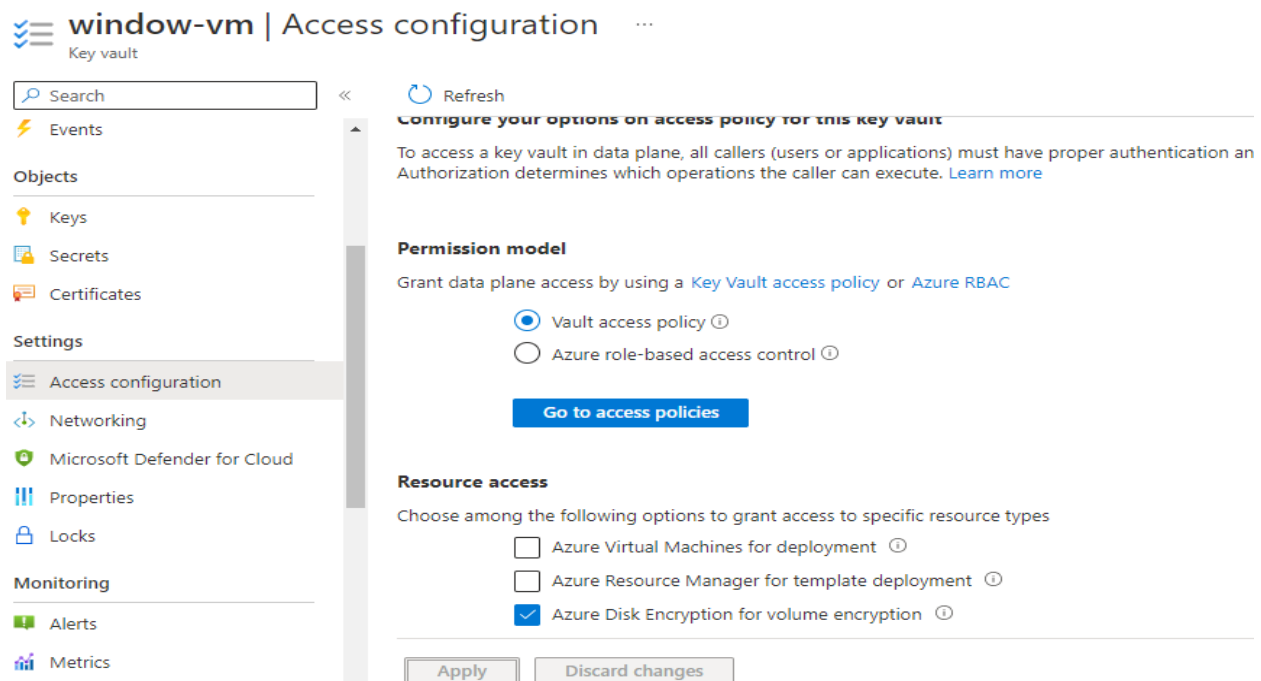 window-vm | Access configuration ...
Key vault
Search
«
Refresh
Events
Objects
Keys
Secrets
Certificates
Settings
Access configuration
Networking
Microsoft Defender for Cloud
Properties
Locks
Monitoring
Alerts
Metrics
Configure your options on access policy for this key vault
To access a key vault in data plane, all callers (users or applications) must have proper authentication an
Authorization determines which operations the caller can execute. Learn more
Permission model
Grant data plane access by using a Key Vault access policy or Azure RBAC
Vault access policy
Azure role-based access control
Go to access policies
Resource access
Choose among the following options to grant access to specific resource types
Azure Virtual Machines for deployment
Azure Resource Manager for template deployment
Azure Disk Encryption for volume encryption
Apply
Discard changes